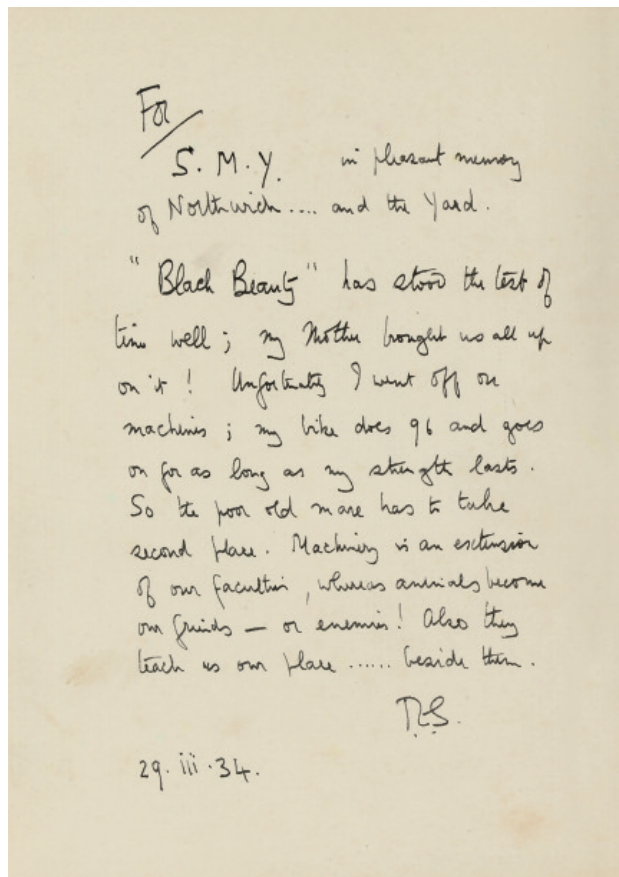 For
S. M. Y. in pleasant memory
of Northwich.... and the Yard.
"Black Beauty" has stood the test of
time well; my Mother brought us all up
on it! Unfortunately I went off on
machines; my bike does 96 and goes
on for as long as my strength lasts.
So the poor old mare has to take
second place. Machinery is an extension
of our faculties, whereas animals become
our friends — or enemies! Also they
teach us our place ...... beside them.
29. iii. 34.